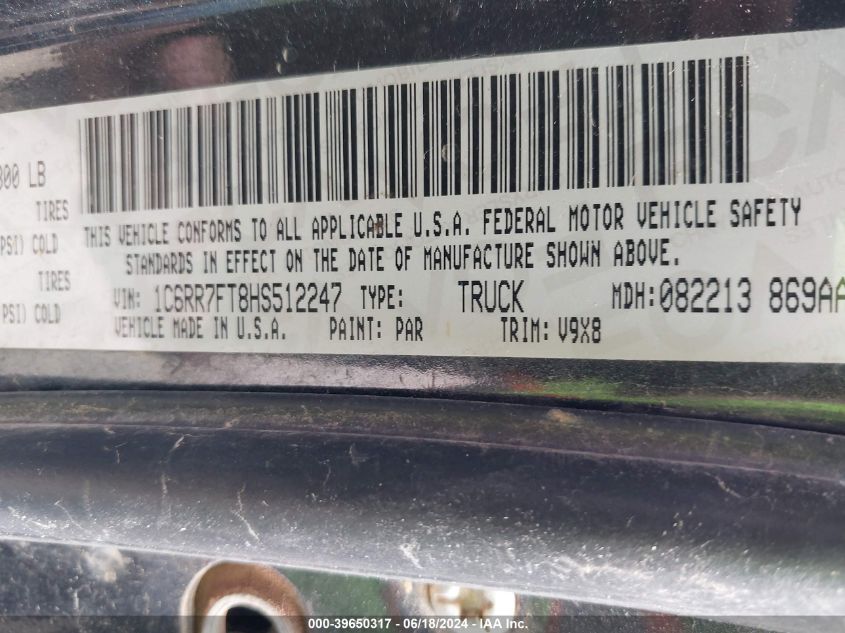 800 LB
TIRES
PSI) COLD
TIRES
PSI) COLD
THIS VEHICLE CONFORMS TO ALL APPLICABLE U.S.A. FEDERAL MOTOR VEHICLE SAFETY
STANDARDS IN EFFECT ON THE DATE OF MANUFACTURE SHOWN ABOVE.
VIN: 1C6RR7FT8HS512247 TYPE: TRUCK MDH:082213 869AA
VEHICLE MADE IN U.S.A. PAINT: PAR TRIM: V9X8
000-39650317 - 06/18/2024 - © IAA Inc.